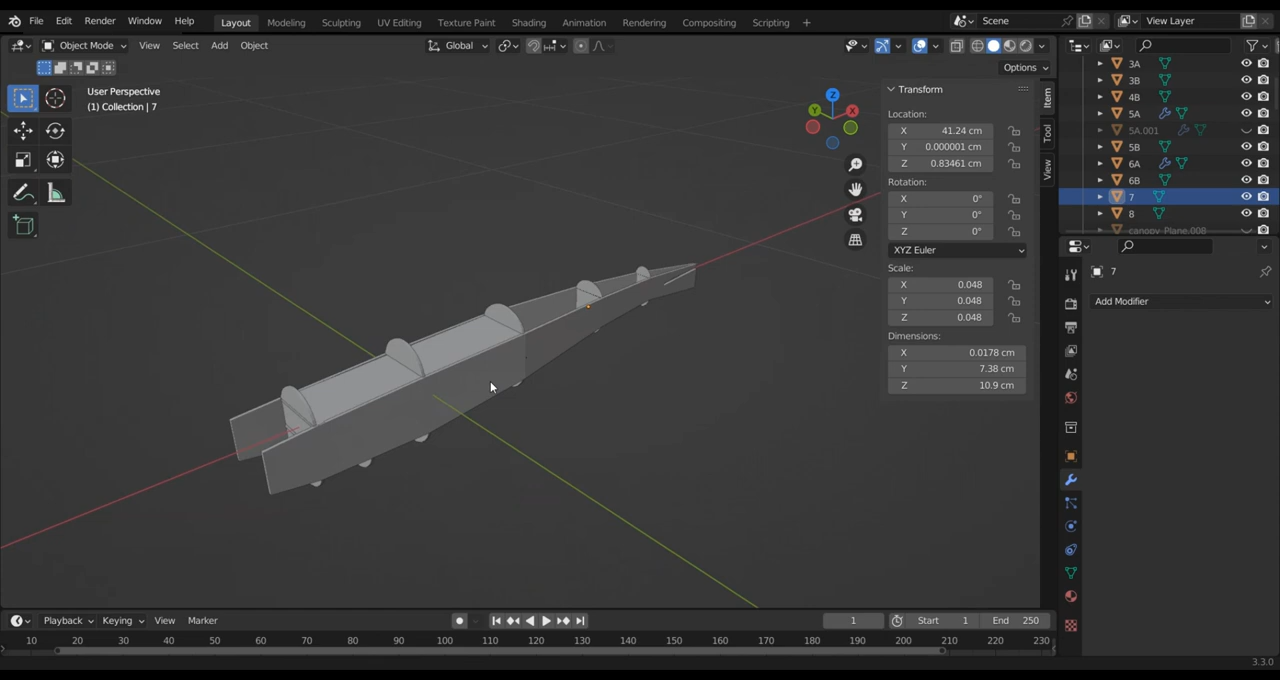 File Edit Render Window Help Layout Modeling Sculpting UV Editing Texture Paint Shading Animation Rendering Compositing Scripting + Scene View Layer
Object Mode View Select Add Object Global
Options
User Perspective
(1) Collection | 7
Z
Y
X
Transform
Location:
X 41.24 cm
Y 0.000001 cm
Z 0.83461 cm
Rotation:
X 0°
Y 0°
Z 0°
XYZ Euler
Scale:
X 0.048
Y 0.048
Z 0.048
Dimensions:
X 0.0178 cm
Y 7.38 cm
Z 10.9 cm
Item
Tool
View
3A
3B
4B
5A
5A.001
5B
6A
6B
7
8
canopy_Plane.008
7
Add Modifier
Playback Keying View Marker 1 Start 1 End 250
10 20 30 40 50 60 70 80 90 100 110 120 130 140 150 160 170 180 190 200 210 220 230
3.3.0